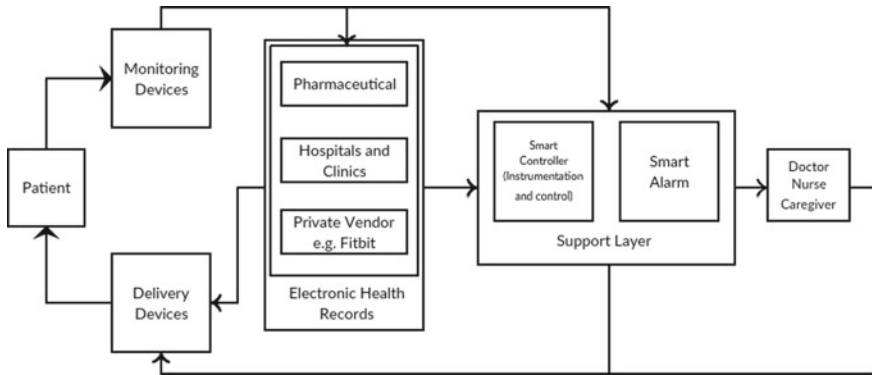 Monitoring
Devices
Patient
Delivery
Devices
Pharmaceutical
Hospitals and
Clinics
Private Vendor
e.g. Fitbit
Electronic Health
Records
Smart
Controller
(Instrumentation
and control)
Smart
Alarm
Support Layer
Doctor
Nurse
Caregiver